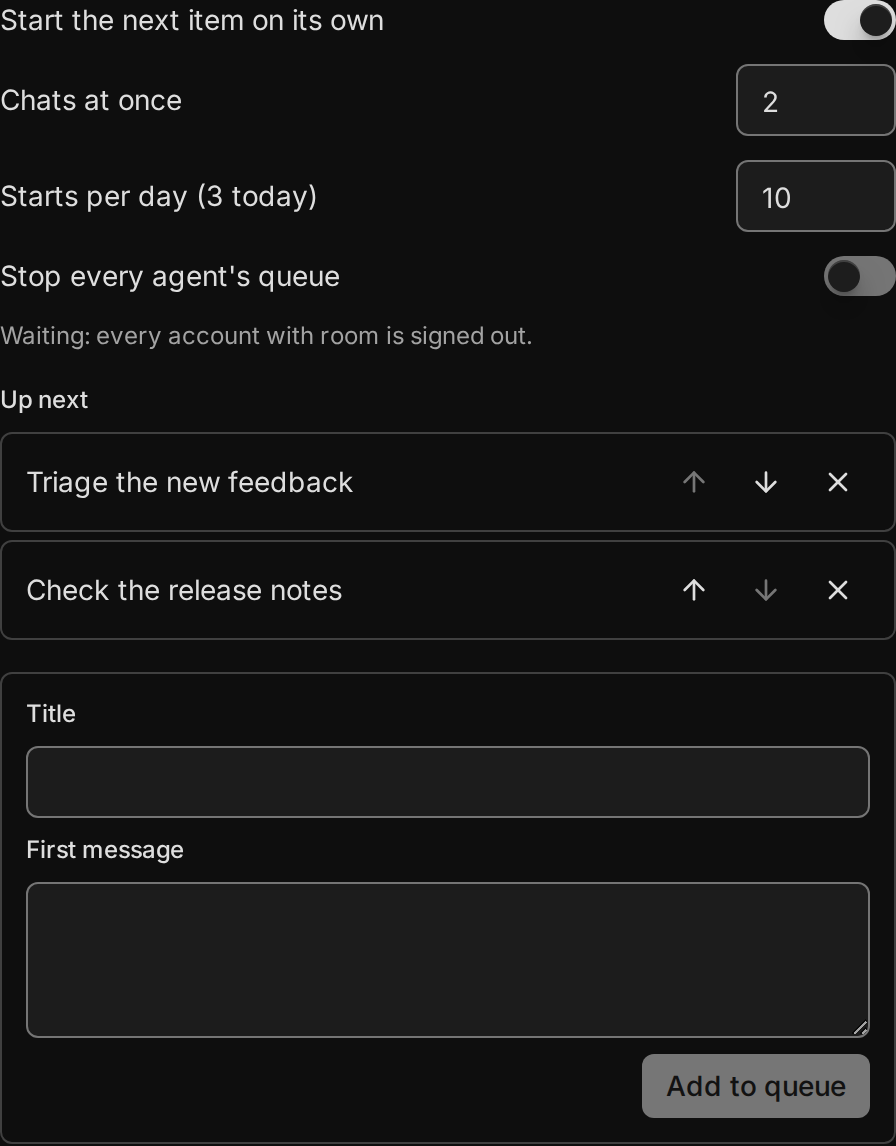 Start the next item on its own
Chats at once
2
Starts per day (3 today)
10
Stop every agent's queue
Waiting: every account with room is signed out.
Up next
Triage the new feedback
Check the release notes
Title
First message
Add to queue